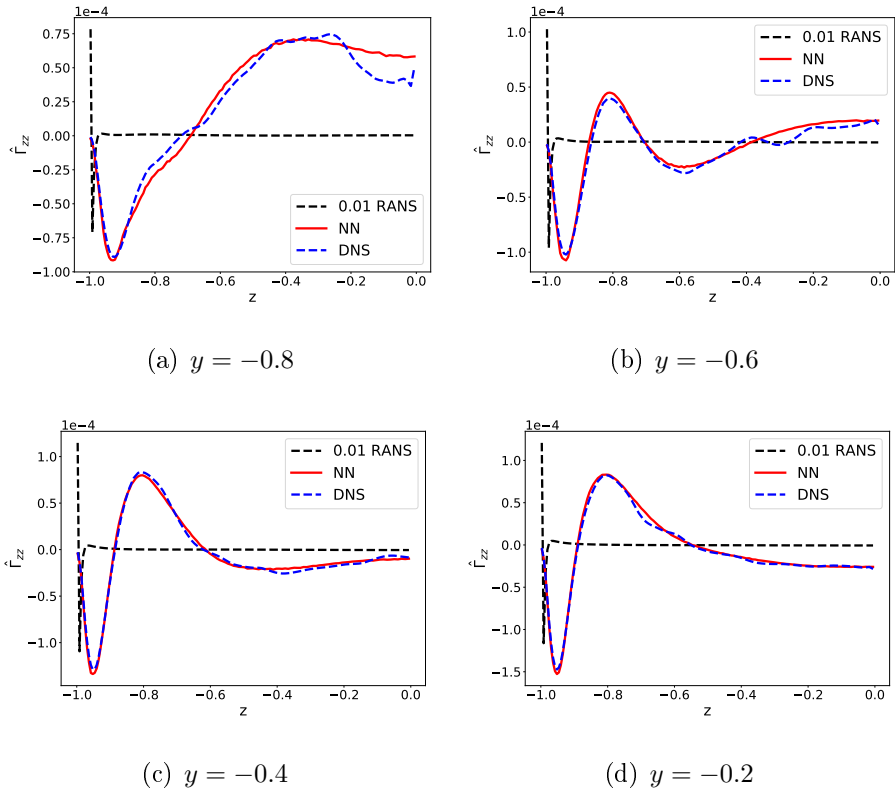 1e−4
0.75
0.50
0.25
0.00
−0.25
−0.50
−0.75
−1.00
Γ̂zz
0.01 RANS
NN
DNS
−1.0 −0.8 −0.6 −0.4 −0.2 0.0
z
(a) y = −0.8
1e−4
1.0
0.5
0.0
−0.5
−1.0
Γ̂zz
0.01 RANS
NN
DNS
−1.0 −0.8 −0.6 −0.4 −0.2 0.0
z
(b) y = −0.6
1e−4
1.0
0.5
0.0
−0.5
−1.0
Γ̂zz
0.01 RANS
NN
DNS
−1.0 −0.8 −0.6 −0.4 −0.2 0.0
z
(c) y = −0.4
1e−4
1.0
0.5
0.0
−0.5
−1.0
−1.5
Γ̂zz
0.01 RANS
NN
DNS
−1.0 −0.8 −0.6 −0.4 −0.2 0.0
z
(d) y = −0.2